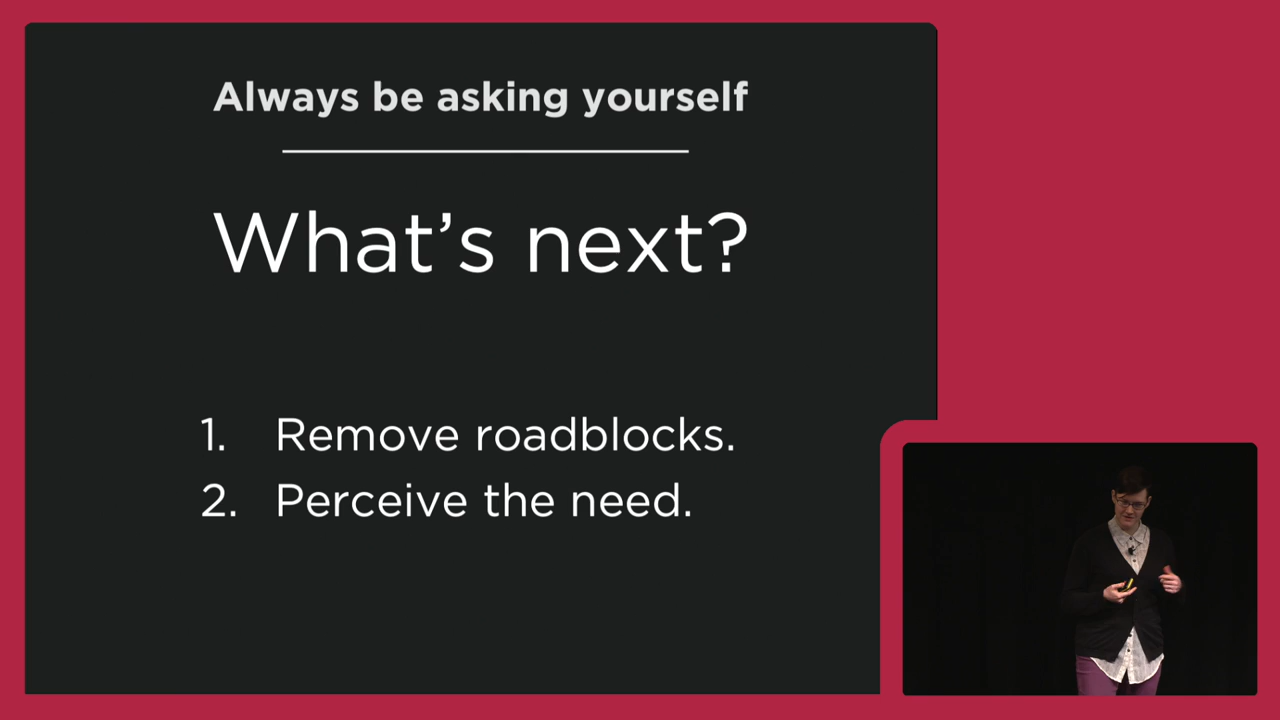 Always be asking yourself
What’s next?
1. Remove roadblocks.
2. Perceive the need.